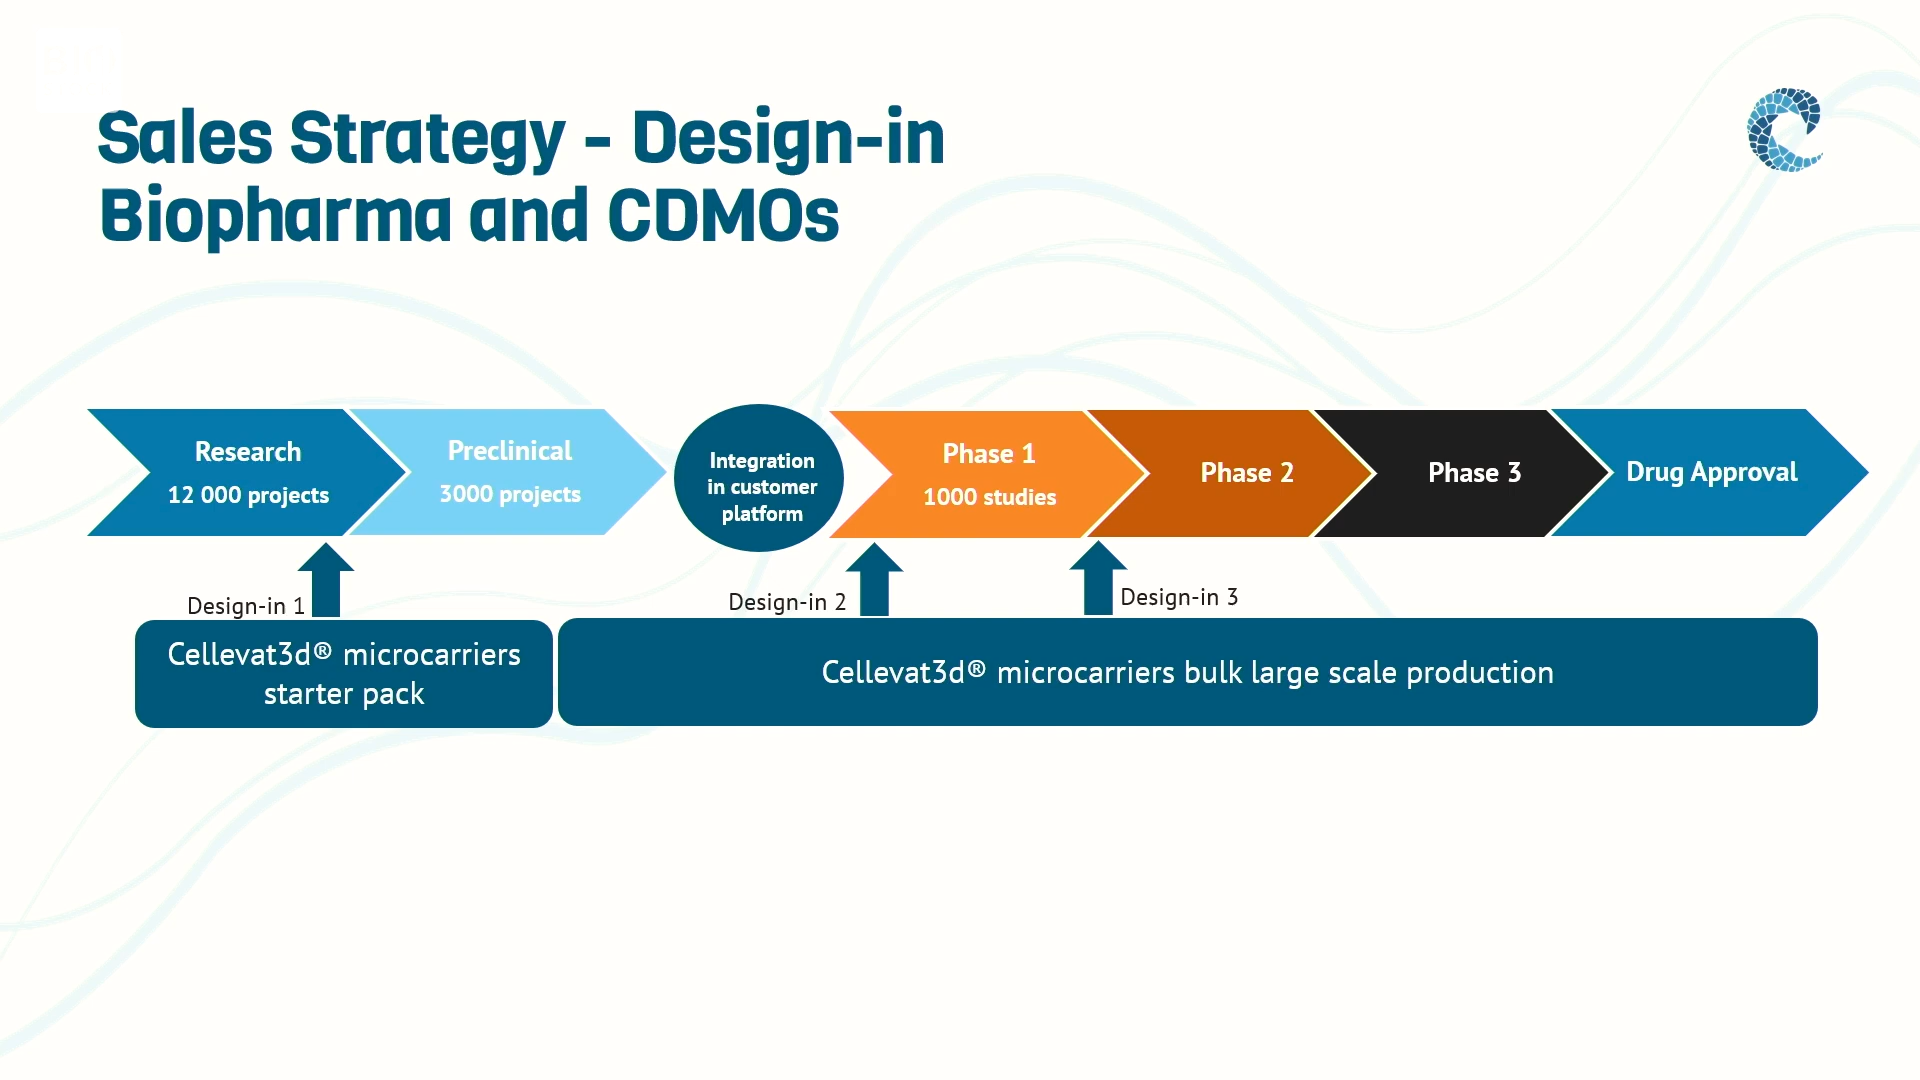 Sales Strategy - Design-in
Biopharma and CDMOs
Research
12 000 projects
Preclinical
3000 projects
Integration
in customer
platform
Phase 1
1000 studies
Phase 2
Phase 3
Drug Approval
Design-in 1
Design-in 2
Design-in 3
Cellevat3d® microcarriers
starter pack
Cellevat3d® microcarriers bulk large scale production